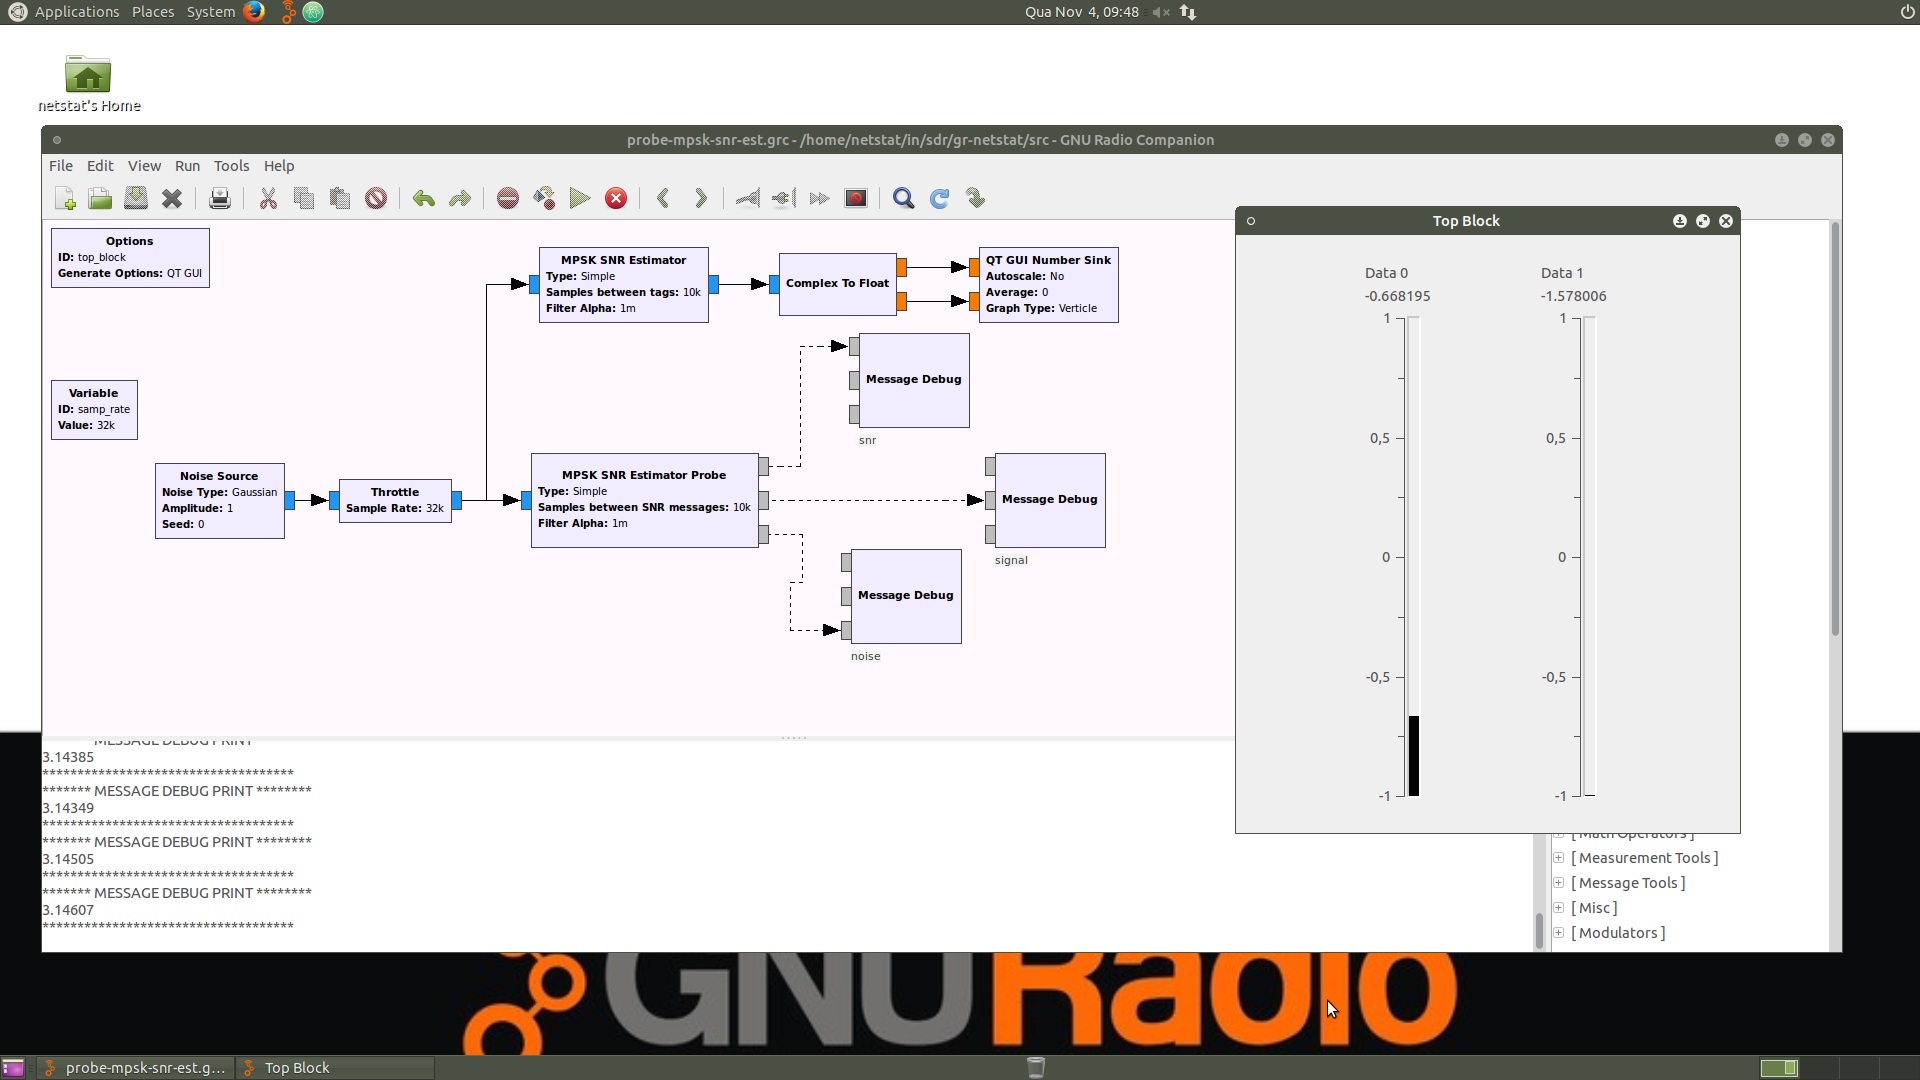 Applications Places System
Qua Nov 4, 09:48
netstat's Home
probe-mpsk-snr-est.grc - /home/netstat/in/sdr/gr-netstat/src - GNU Radio Companion
File Edit View Run Tools Help
Options
ID: top_block
Generate Options: QT GUI
Variable
ID: samp_rate
Value: 32k
Noise Source
Noise Type: Gaussian
Amplitude: 1
Seed: 0
Throttle
Sample Rate: 32k
MPSK SNR Estimator
Type: Simple
Samples between tags: 10k
Filter Alpha: 1m
Complex To Float
QT GUI Number Sink
Autoscale: No
Average: 0
Graph Type: Verticle
Message Debug
snr
MPSK SNR Estimator Probe
Type: Simple
Samples between SNR messages: 10k
Filter Alpha: 1m
Message Debug
signal
Message Debug
noise
MESSAGE DEBUG PRINT
3.14385
************************************
******* MESSAGE DEBUG PRINT ********
3.14349
************************************
******* MESSAGE DEBUG PRINT ********
3.14505
************************************
******* MESSAGE DEBUG PRINT ********
3.14607
************************************
Top Block
Data 0
-0.668195
1
0,5
0
-0,5
-1
Data 1
-1.578006
1
0,5
0
-0,5
-1
[ Math Operators ]
[ Measurement Tools ]
[ Message Tools ]
[ Misc ]
[ Modulators ]
GNURadio
probe-mpsk-snr-est.g...
Top Block